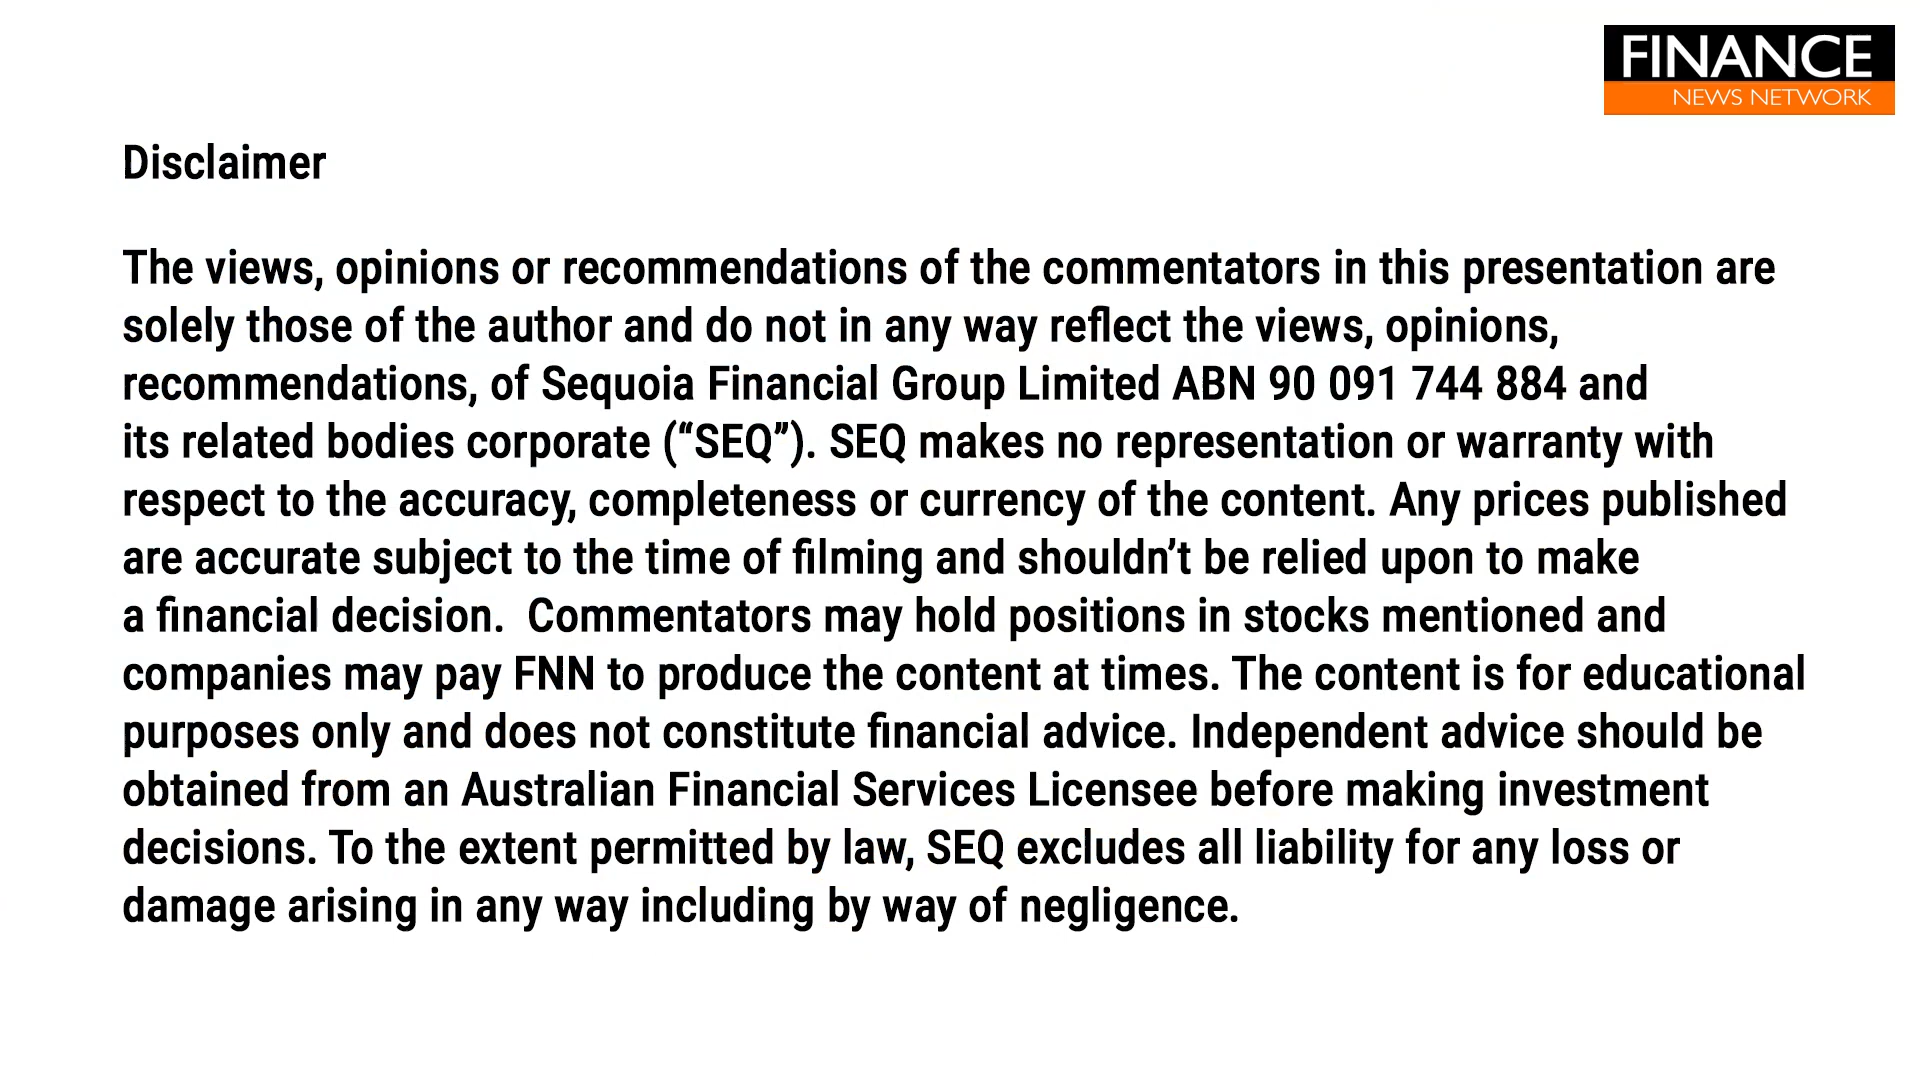 FINANCE
NEWS NETWORK
Disclaimer
The views, opinions or recommendations of the commentators in this presentation are
solely those of the author and do not in any way reflect the views, opinions,
recommendations, of Sequoia Financial Group Limited ABN 90 091 744 884 and
its related bodies corporate (“SEQ”). SEQ makes no representation or warranty with
respect to the accuracy, completeness or currency of the content. Any prices published
are accurate subject to the time of filming and shouldn’t be relied upon to make
a financial decision.  Commentators may hold positions in stocks mentioned and
companies may pay FNN to produce the content at times. The content is for educational
purposes only and does not constitute financial advice. Independent advice should be
obtained from an Australian Financial Services Licensee before making investment
decisions. To the extent permitted by law, SEQ excludes all liability for any loss or
damage arising in any way including by way of negligence.